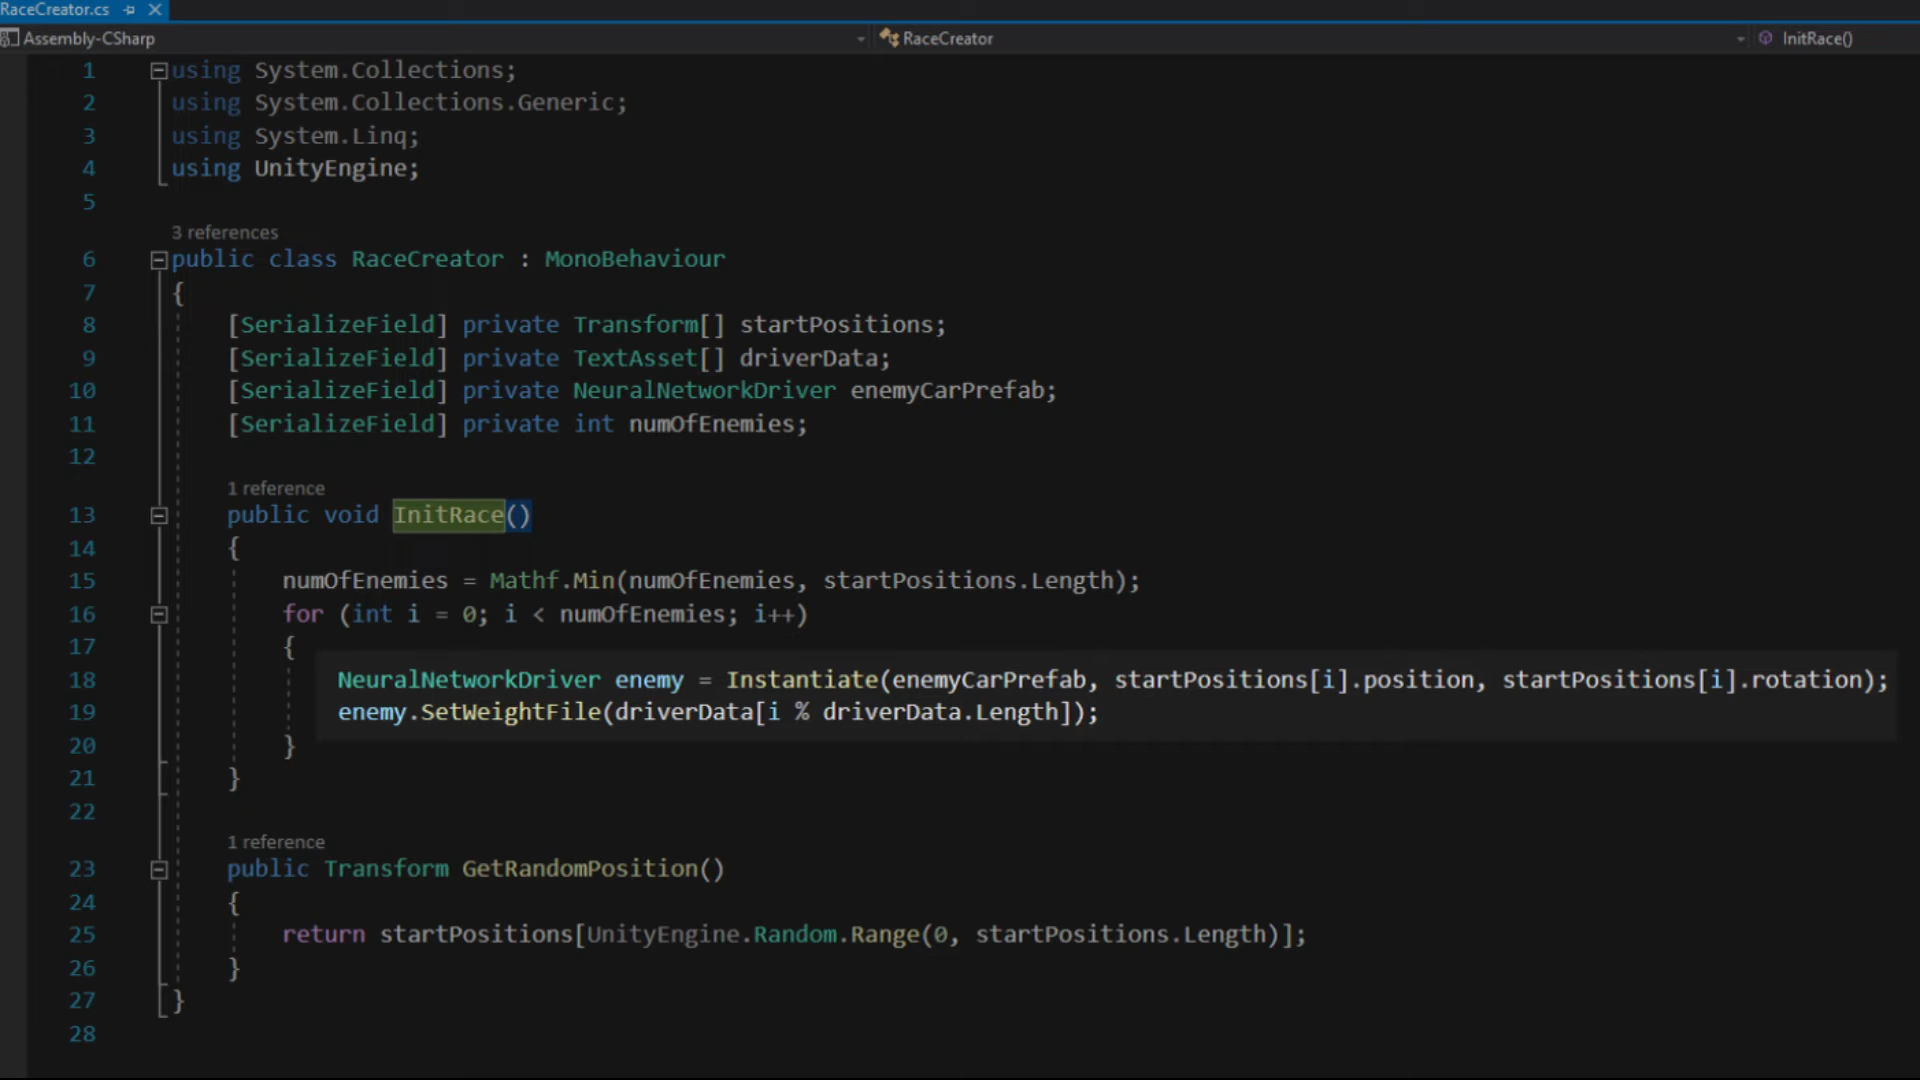 RaceCreator.cs
Assembly-CSharp RaceCreator InitRace()
1 using System.Collections;
2 using System.Collections.Generic;
3 using System.Linq;
4 using UnityEngine;
5
3 references
6 public class RaceCreator : MonoBehaviour
7 {
8 [SerializeField] private Transform[] startPositions;
9 [SerializeField] private TextAsset[] driverData;
10 [SerializeField] private NeuralNetworkDriver enemyCarPrefab;
11 [SerializeField] private int numOfEnemies;
12
1 reference
13 public void InitRace()
14 {
15 numOfEnemies = Mathf.Min(numOfEnemies, startPositions.Length);
16 for (int i = 0; i < numOfEnemies; i++)
17 {
18 NeuralNetworkDriver enemy = Instantiate(enemyCarPrefab, startPositions[i].position, startPositions[i].rotation);
19 enemy.SetWeightFile(driverData[i % driverData.Length]);
20 }
21 }
22
1 reference
23 public Transform GetRandomPosition()
24 {
25 return startPositions[UnityEngine.Random.Range(0, startPositions.Length)];
26 }
27 }
28